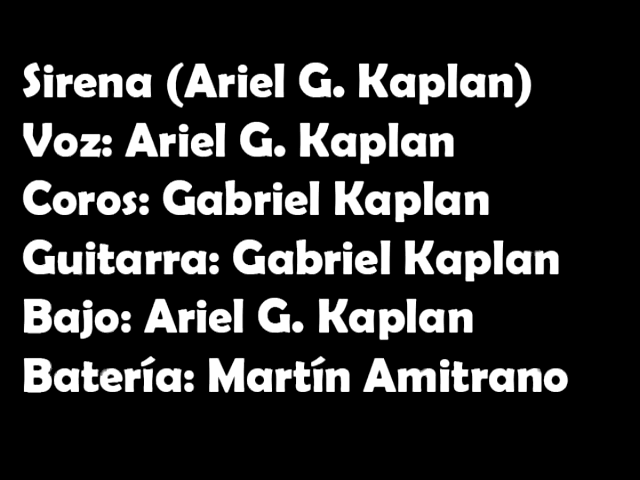 Sirena (Ariel G. Kaplan)
Voz: Ariel G. Kaplan
Coros: Gabriel Kaplan
Guitarra: Gabriel Kaplan
Bajo: Ariel G. Kaplan
Batería: Martín Amitrano